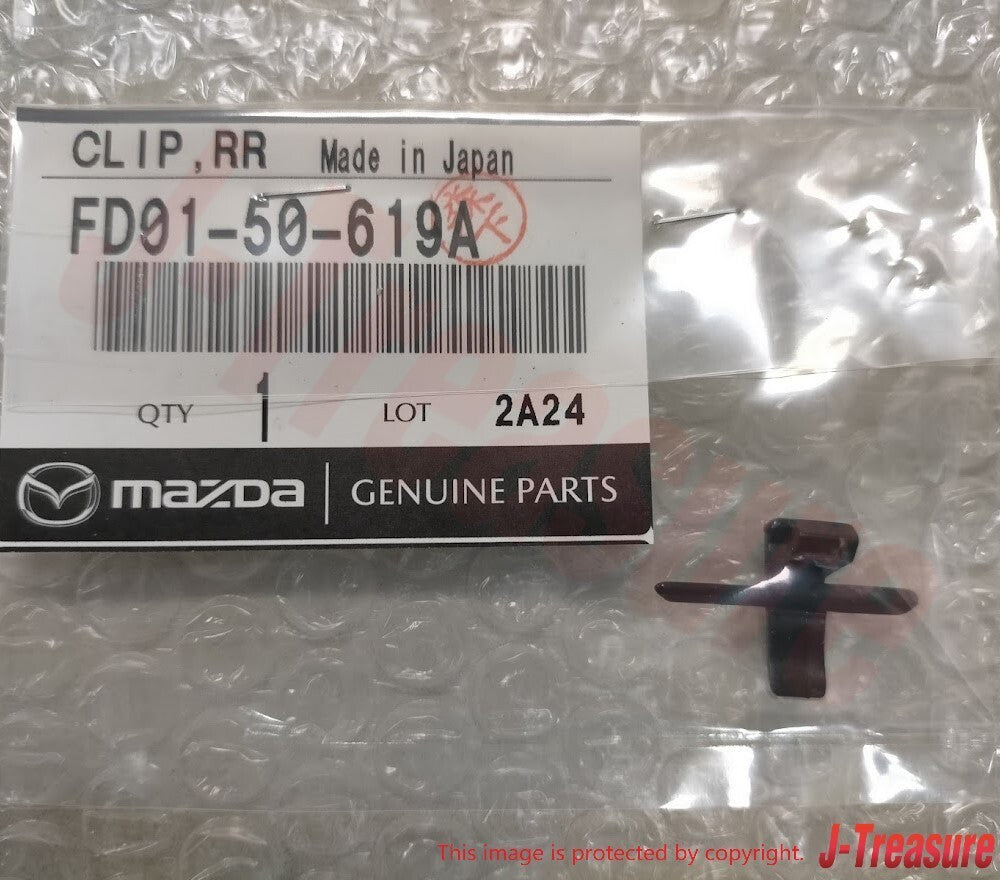 CLIP,RR Made in Japan
FD01-50-619A
QTY 1 LOT 2A24
mazda GENUINE PARTS
J-Treasure
This image is protected by copyright. J-Treasure